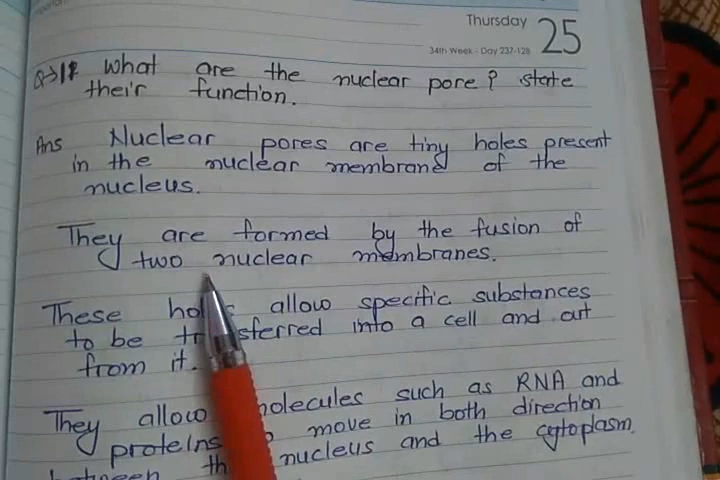 Thursday 25
34th Week - Day 237-128
Q→1# What are the nuclear pore? state
their function.
Ans Nuclear pores are tiny holes present
in the nuclear membrane of the
nucleus.
They are formed by the fusion of
two nuclear membranes.
These allow specific substances
to be into a cell and out
from it.
They allow such as RNA and
proteins move in both direction
nucleus and the cytoplasm.